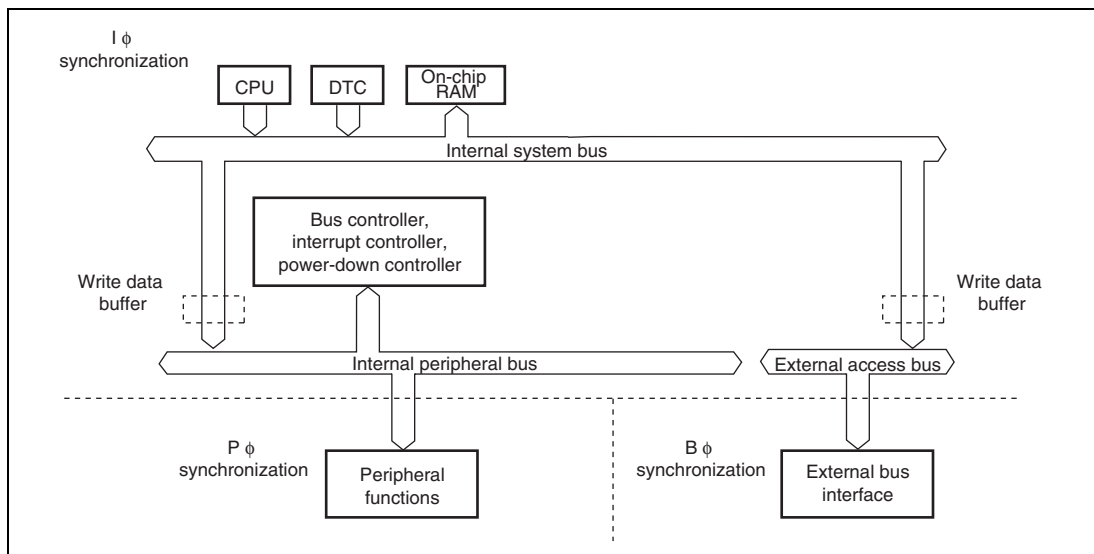 I ϕ
synchronization
CPU
DTC
On-chip
RAM
Internal system bus
Bus controller,
interrupt controller,
power-down controller
Write data
buffer
Write data
buffer
Internal peripheral bus
External access bus
P ϕ
synchronization
Peripheral
functions
B ϕ
synchronization
External bus
interface